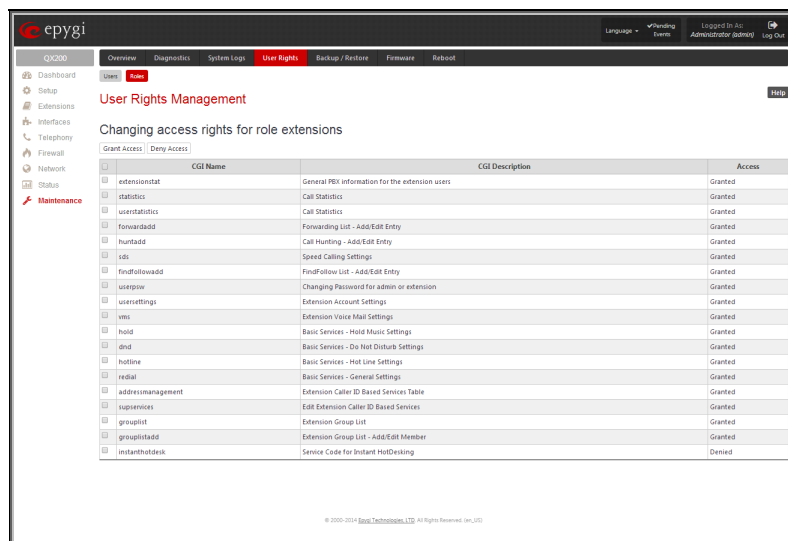 epygi
Language
Pending Events
Logged In As:
Administrator (admin)
Log Out
QX200
Overview Diagnostics System Logs User Rights Backup / Restore Firmware Reboot
Dashboard
Setup
Extensions
Interfaces
Telephony
Firewall
Network
Status
Maintenance
Users Roles
User Rights Management
Help
Changing access rights for role extensions
Grant Access Deny Access
CGI Name CGI Description Access
extensionstat General PBX information for the extension users Granted
statistics Call Statistics Granted
userstatistics Call Statistics Granted
forwardadd Forwarding List - Add/Edit Entry Granted
huntadd Call Hunting - Add/Edit Entry Granted
sds Speed Calling Settings Granted
findfollowadd FindFollow List - Add/Edit Entry Granted
userpsw Changing Password for admin or extension Granted
usersettings Extension Account Settings Granted
vms Extension Voice Mail Settings Granted
hold Basic Services - Hold Music Settings Granted
dnd Basic Services - Do Not Disturb Settings Granted
hotline Basic Services - Hot Line Settings Granted
redial Basic Services - General Settings Granted
addressmanagement Extension Caller ID Based Services Table Granted
supservices Edit Extension Caller ID Based Services Granted
grouplist Extension Group List Granted
grouplistadd Extension Group List - Add/Edit Member Granted
instanthotdesk Service Code for Instant HotDesking Denied
© 2000-2014 Epygi Technologies, LTD. All Rights Reserved. (en_US)